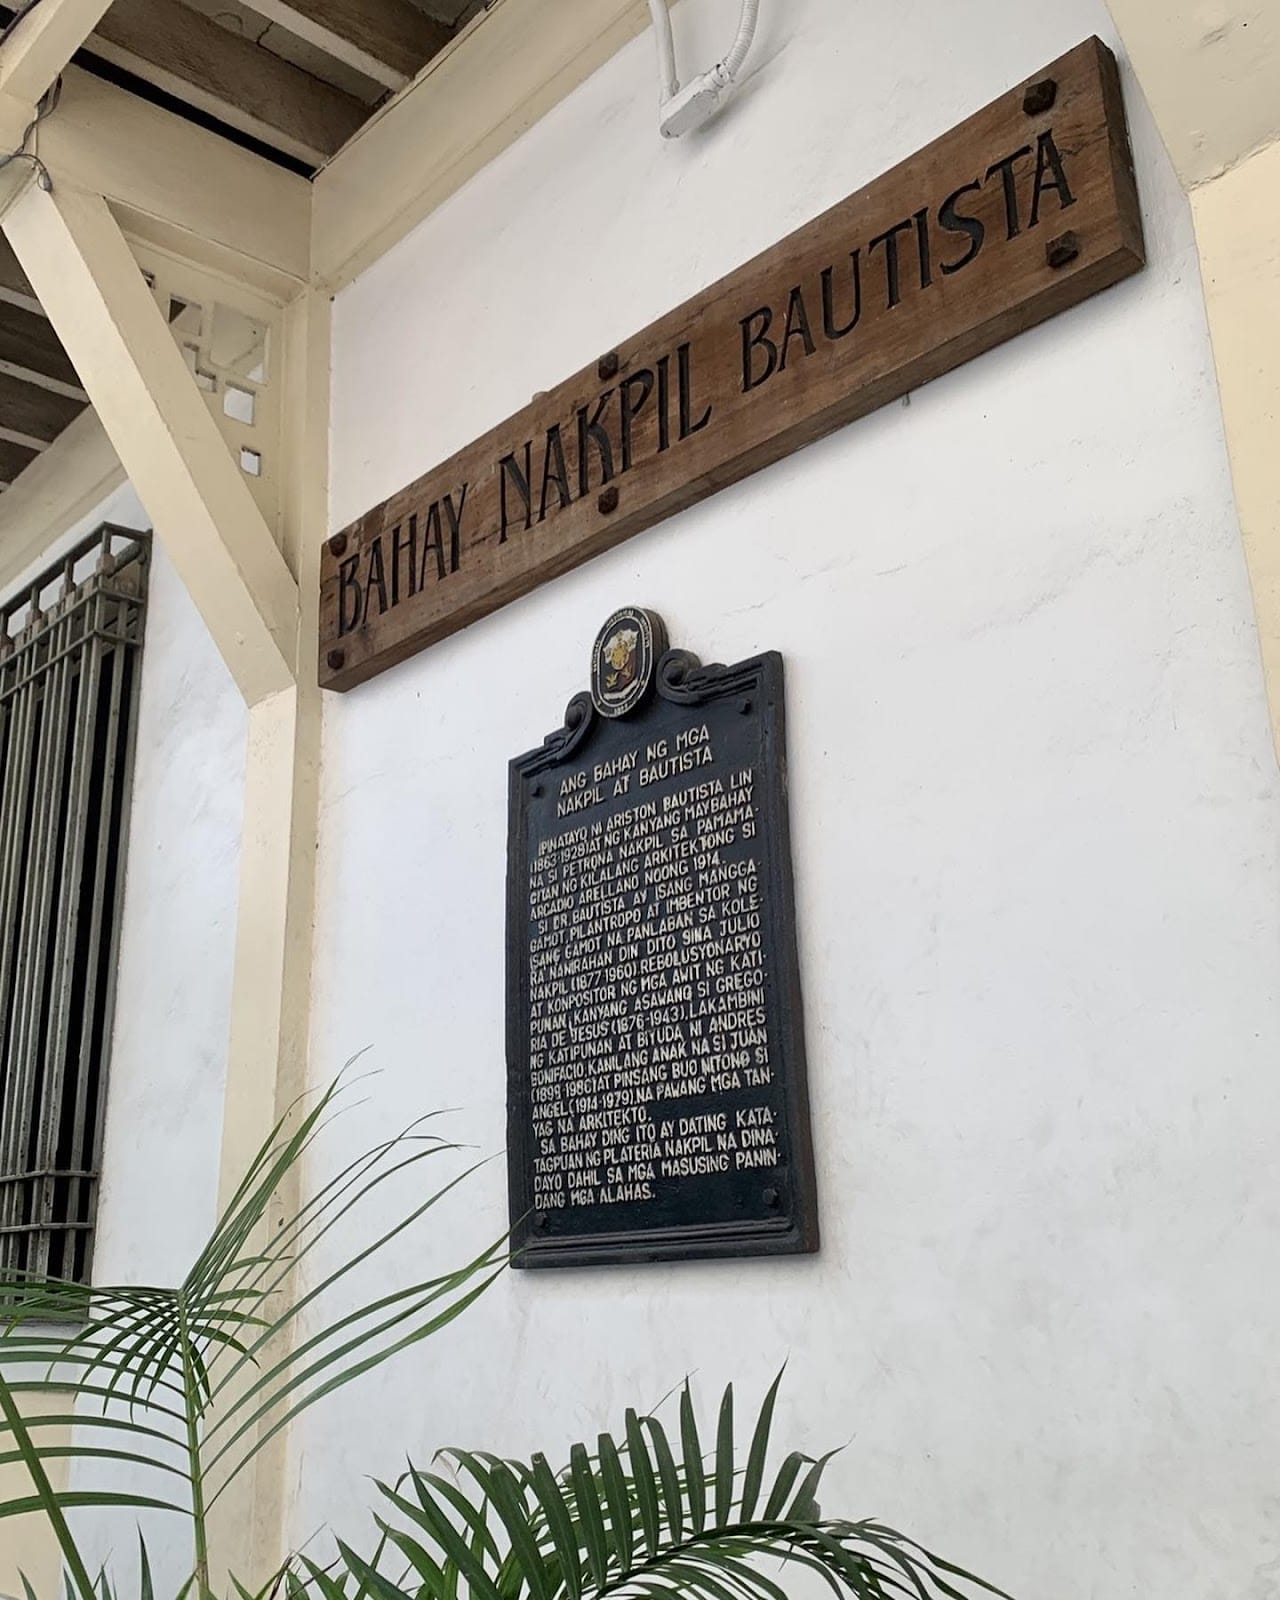 BAHAY NAKPIL BAUTISTA
ANG BAHAY NG MGA
NAKPIL AT BAUTISTA
IPINATAYO NI ARISTON BAUTISTA LIN
(1863-1928) AT NG KANYANG MAYBAHAY
NA SI PETRONA NAKPIL SA PAMAMA-
GITAN NG KILALANG ARKITEKTONG SI
ARCADIO ARELLANO NOONG 1914.
SI DR. BAUTISTA AY ISANG MANGGA-
GAMOT, PILANTROPO AT IMBENTOR NG
ISANG GAMOT NA PANLABAN SA KOLE-
RA NANIRAHAN DIN DITO SINA JULIO
NAKPIL (1877-1960), REBOLUSYONARYO
AT KONPOSITOR NG MGA AWIT NG KATI-
PUNAN, KANYANG ASAWANG SI GREGO-
RIA DE JESUS (1876-1943), LAKAMBINI
NG KATIPUNAN AT BIYUDA NI ANDRES
BONIFACIO, KANILANG ANAK NA SI JUAN
(1899-1980) AT PINSANG BUO NITONG SI
ANGEL (1914-1979), NA PAWANG MGA TAN-
YAG NA ARKITEKTO.
SA BAHAY DING ITO AY DATING KATA-
TAGPUAN NG PLATERIA NAKPIL NA DINA-
DAYO DAHIL SA MGA MASUSING PANIN-
DANG MGA ALAHAS.